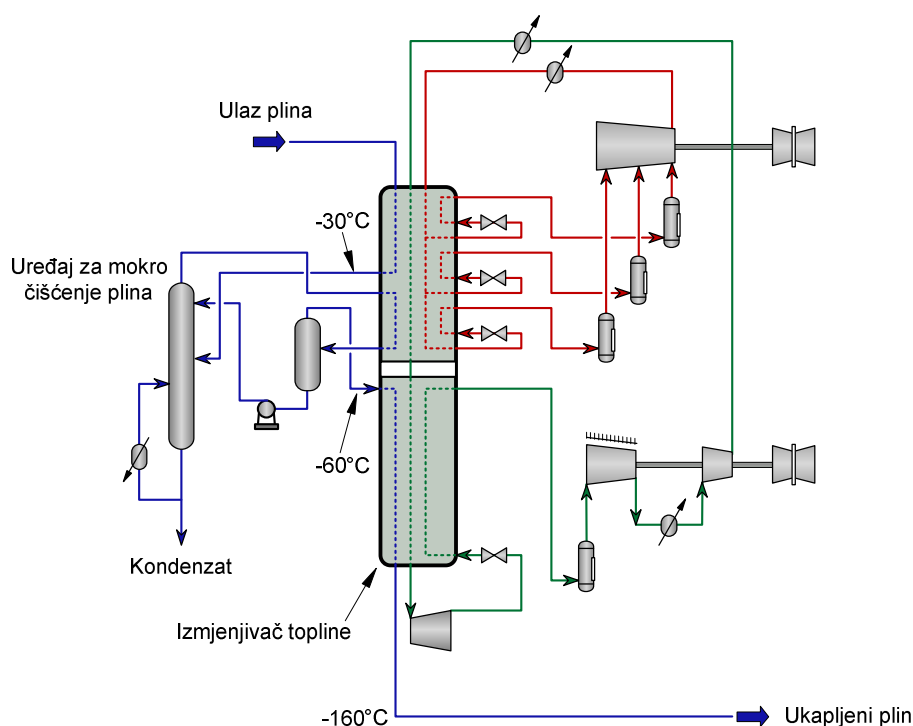 Ulaz plina
-30°C
Uređaj za mokro
čišćenje plina
-60°C
Kondenzat
Izmjenjivač topline
-160°C
Ukapljeni plin